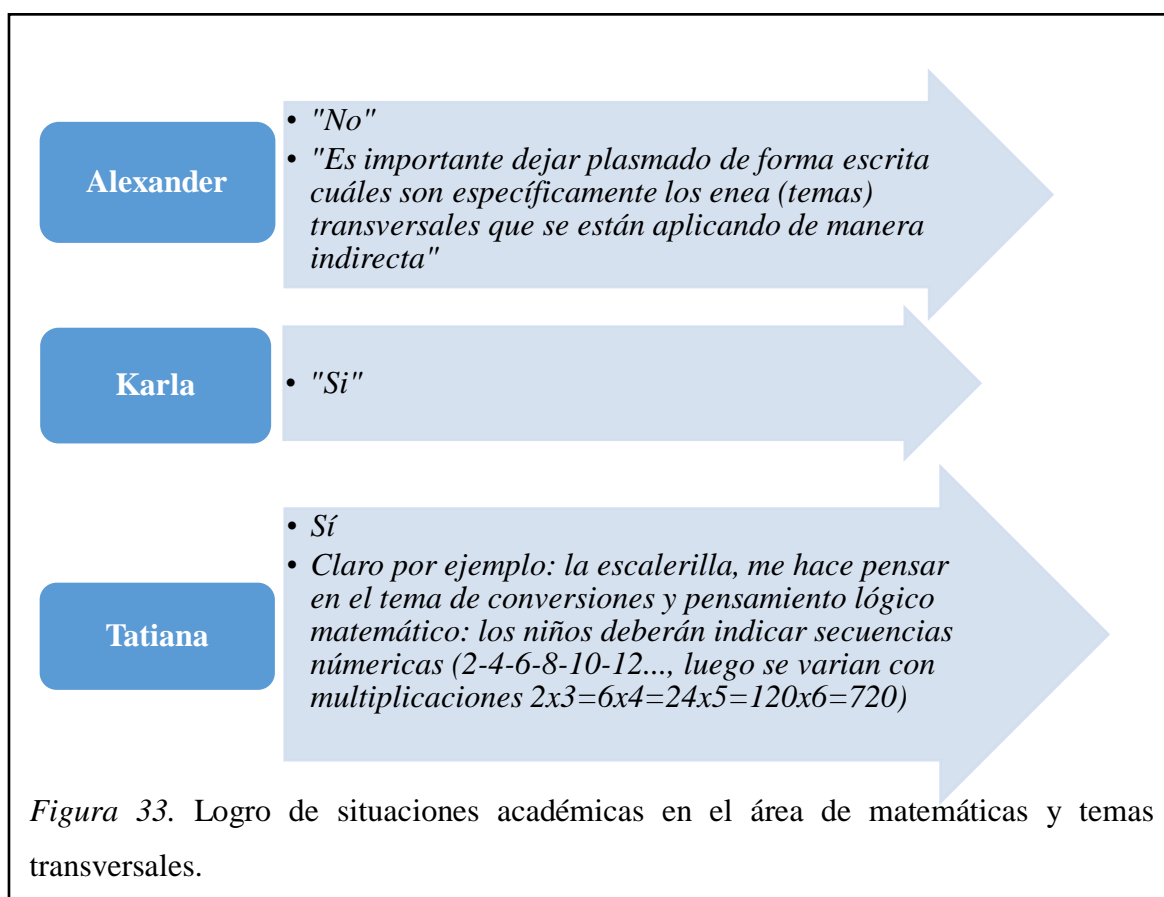 Alexander
• "No"
• "Es importante dejar plasmado de forma escrita
cuáles son específicamente los enea (temas)
transversales que se están aplicando de manera
indirecta"
Karla
• "Si"
Tatiana
• Sí
• Claro por ejemplo: la escalerilla, me hace pensar
en el tema de conversiones y pensamiento lógico
matemático: los niños deberán indicar secuencias
númericas (2-4-6-8-10-12..., luego se varian con
multiplicaciones 2x3=6x4=24x5=120x6=720)
Figura 33. Logro de situaciones académicas en el área de matemáticas y temas
transversales.